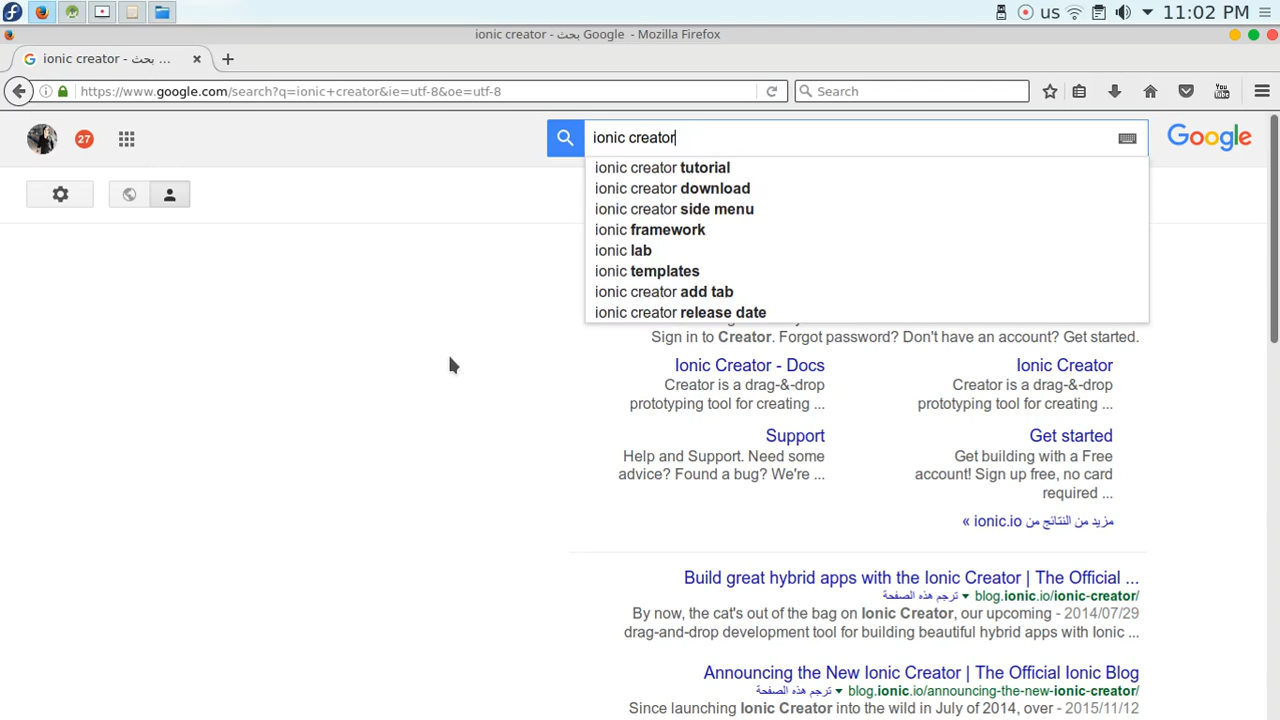 us 11:02 PM
ionic creator - بحث Google - Mozilla Firefox
G ionic creator - بحث ...
https://www.google.com/search?q=ionic+creator&ie=utf-8&oe=utf-8
Search
You Tube
27
ionic creator
Google
ionic creator tutorial
ionic creator download
ionic creator side menu
ionic framework
ionic lab
ionic templates
ionic creator add tab
ionic creator release date
Sign in to Creator. Forgot password? Don't have an account? Get started.
Ionic Creator - Docs
Creator is a drag-&-drop
prototyping tool for creating ...
Ionic Creator
Creator is a drag-&-drop
prototyping tool for creating ...
Support
Help and Support. Need some
advice? Found a bug? We're ...
Get started
Get building with a Free
account! Sign up free, no card
required ...
مزيد من النتائج من ionic.io »
Build great hybrid apps with the Ionic Creator | The Official ...
blog.ionic.io/ionic-creator/ ترجم هذه الصفحة
By now, the cat's out of the bag on Ionic Creator, our upcoming - 2014/07/29
drag-and-drop development tool for building beautiful hybrid apps with Ionic ...
Announcing the New Ionic Creator | The Official Ionic Blog
blog.ionic.io/announcing-the-new-ionic-creator/ ترجم هذه الصفحة
Since launching Ionic Creator into the wild in July of 2014, over - 2015/11/12